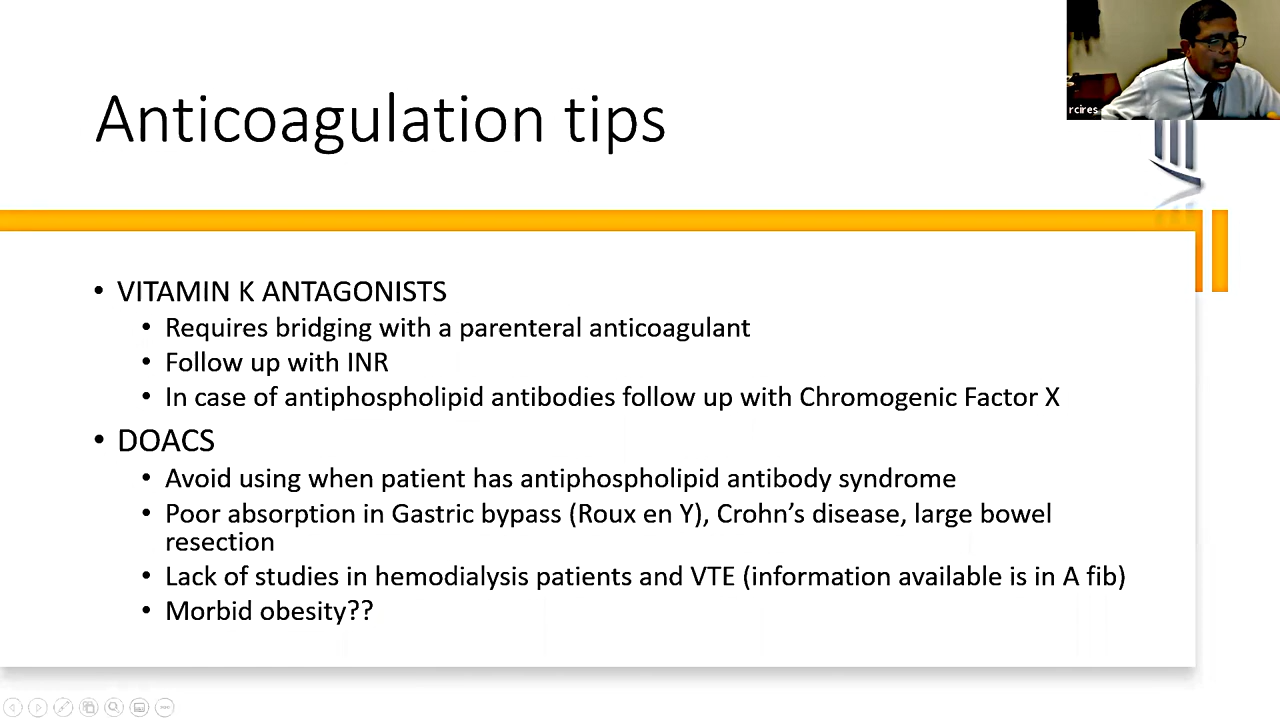 rcires
Anticoagulation tips
• VITAMIN K ANTAGONISTS
• Requires bridging with a parenteral anticoagulant
• Follow up with INR
• In case of antiphospholipid antibodies follow up with Chromogenic Factor X
• DOACS
• Avoid using when patient has antiphospholipid antibody syndrome
• Poor absorption in Gastric bypass (Roux en Y), Crohn’s disease, large bowel
resection
• Lack of studies in hemodialysis patients and VTE (information available is in A fib)
• Morbid obesity??